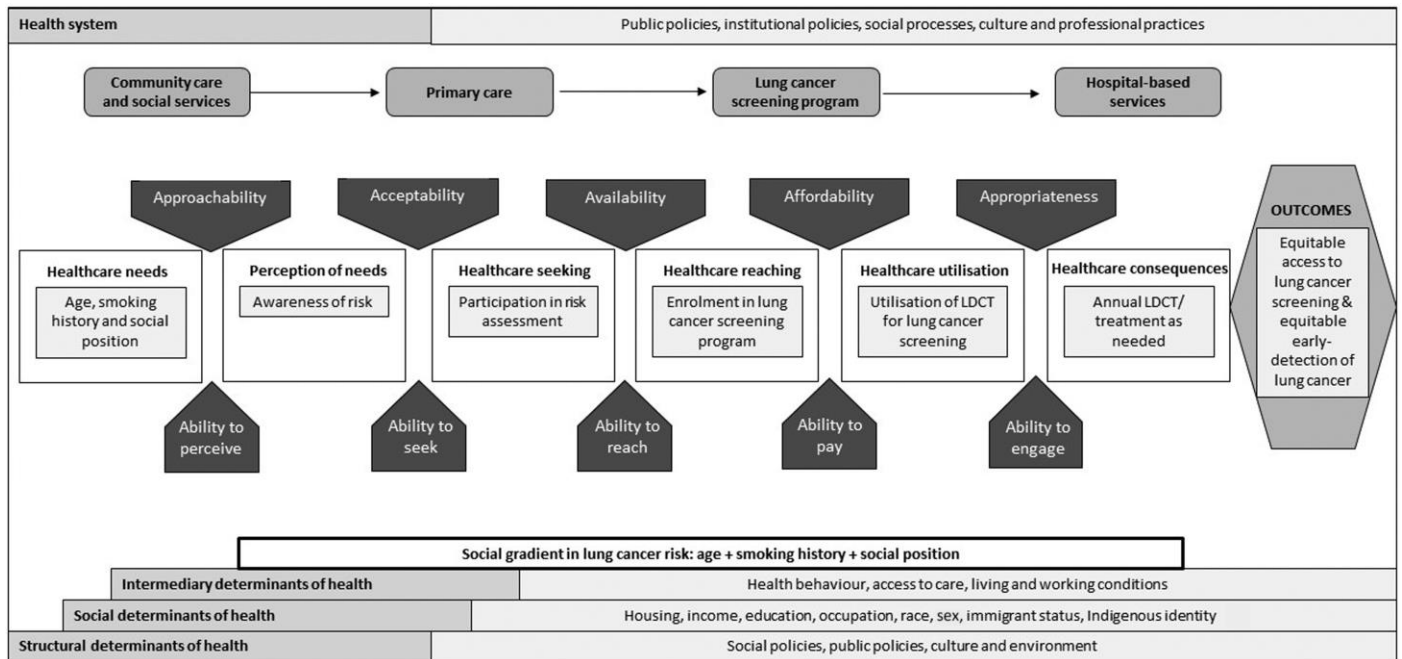 Health system
Public policies, institutional policies, social processes, culture and professional practices
Community care
and social services
Primary care
Lung cancer
screening program
Hospital-based
services
Approachability
Acceptability
Availability
Affordability
Appropriateness
Healthcare needs
Age, smoking
history and social
position
Perception of needs
Awareness of risk
Healthcare seeking
Participation in risk
assessment
Healthcare reaching
Enrolment in lung
cancer screening
program
Healthcare utilisation
Utilisation of LDCT
for lung cancer
screening
Healthcare consequences
Annual LDCT/
treatment as
needed
OUTCOMES
Equitable
access to
lung cancer
screening &
equitable
early-
detection of
lung cancer
Ability to
perceive
Ability to
seek
Ability to
reach
Ability to
pay
Ability to
engage
Social gradient in lung cancer risk: age + smoking history + social position
Intermediary determinants of health
Health behaviour, access to care, living and working conditions
Social determinants of health
Housing, income, education, occupation, race, sex, immigrant status, Indigenous identity
Structural determinants of health
Social policies, public policies, culture and environment